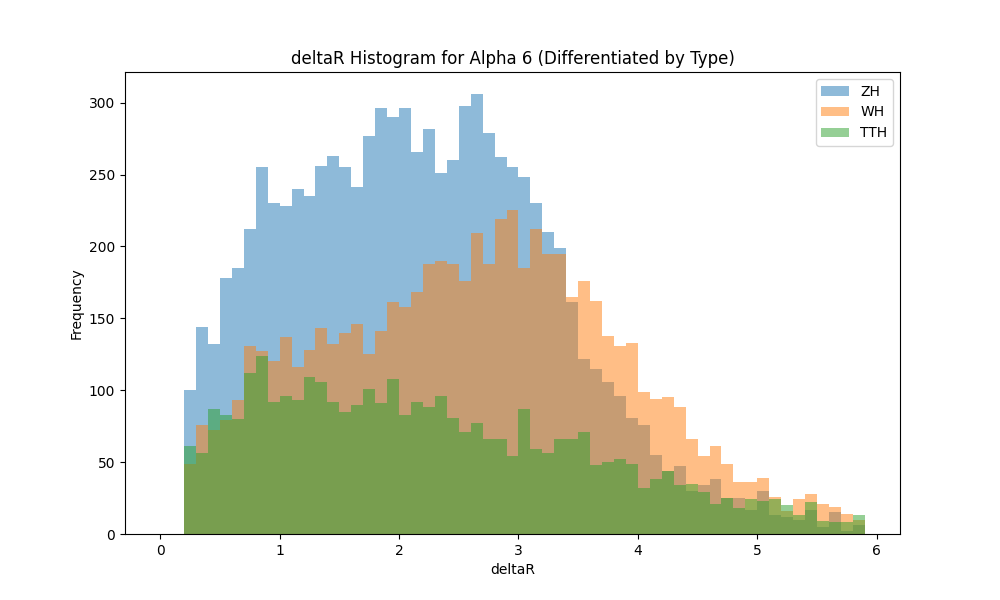 deltaR Histogram for Alpha 6 (Differentiated by Type)
ZH
WH
TTH
300
250
200
150
100
50
0
Frequency
0 1 2 3 4 5 6
deltaR